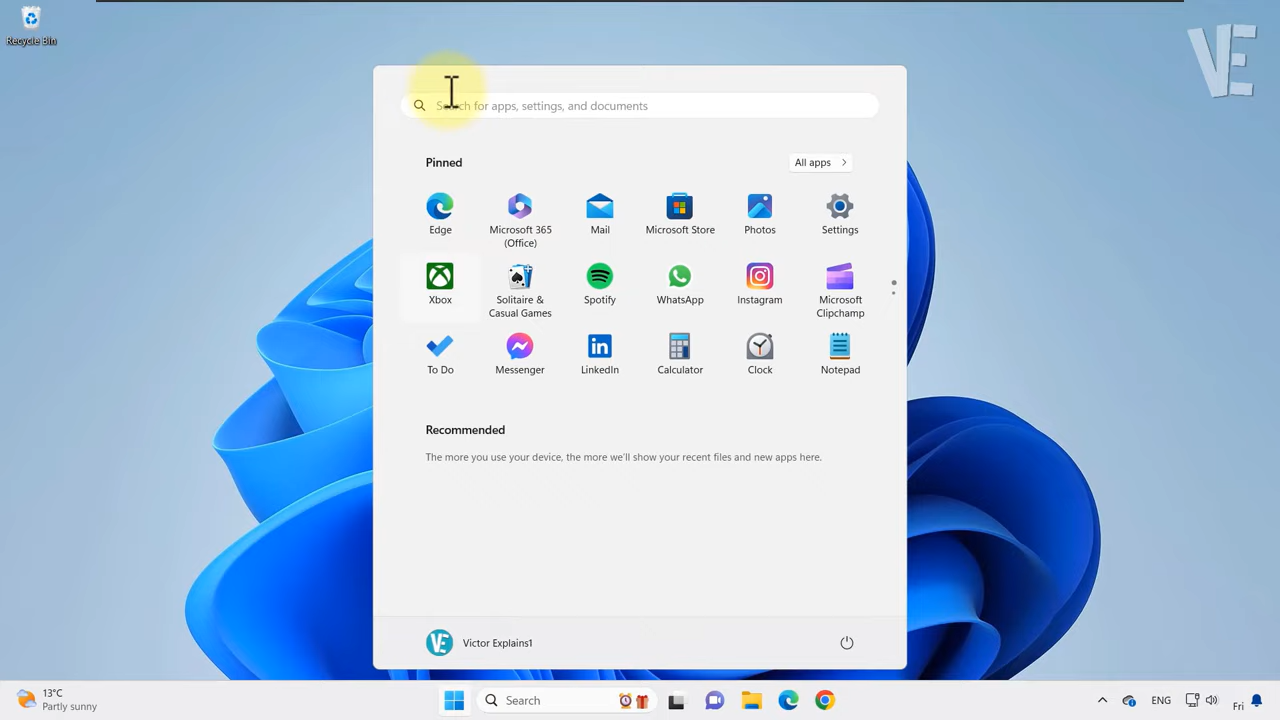 Recycle Bin
VE
Search for apps, settings, and documents
Pinned
All apps
Edge
Microsoft 365
(Office)
Mail
Microsoft Store
Photos
Settings
Xbox
Solitaire &
Casual Games
Spotify
WhatsApp
Instagram
Microsoft
Clipchamp
To Do
Messenger
LinkedIn
Calculator
Clock
Notepad
Recommended
The more you use your device, the more we'll show your recent files and new apps here.
VE
Victor Explains1
13°C
Partly sunny
Search
ENG
Fri